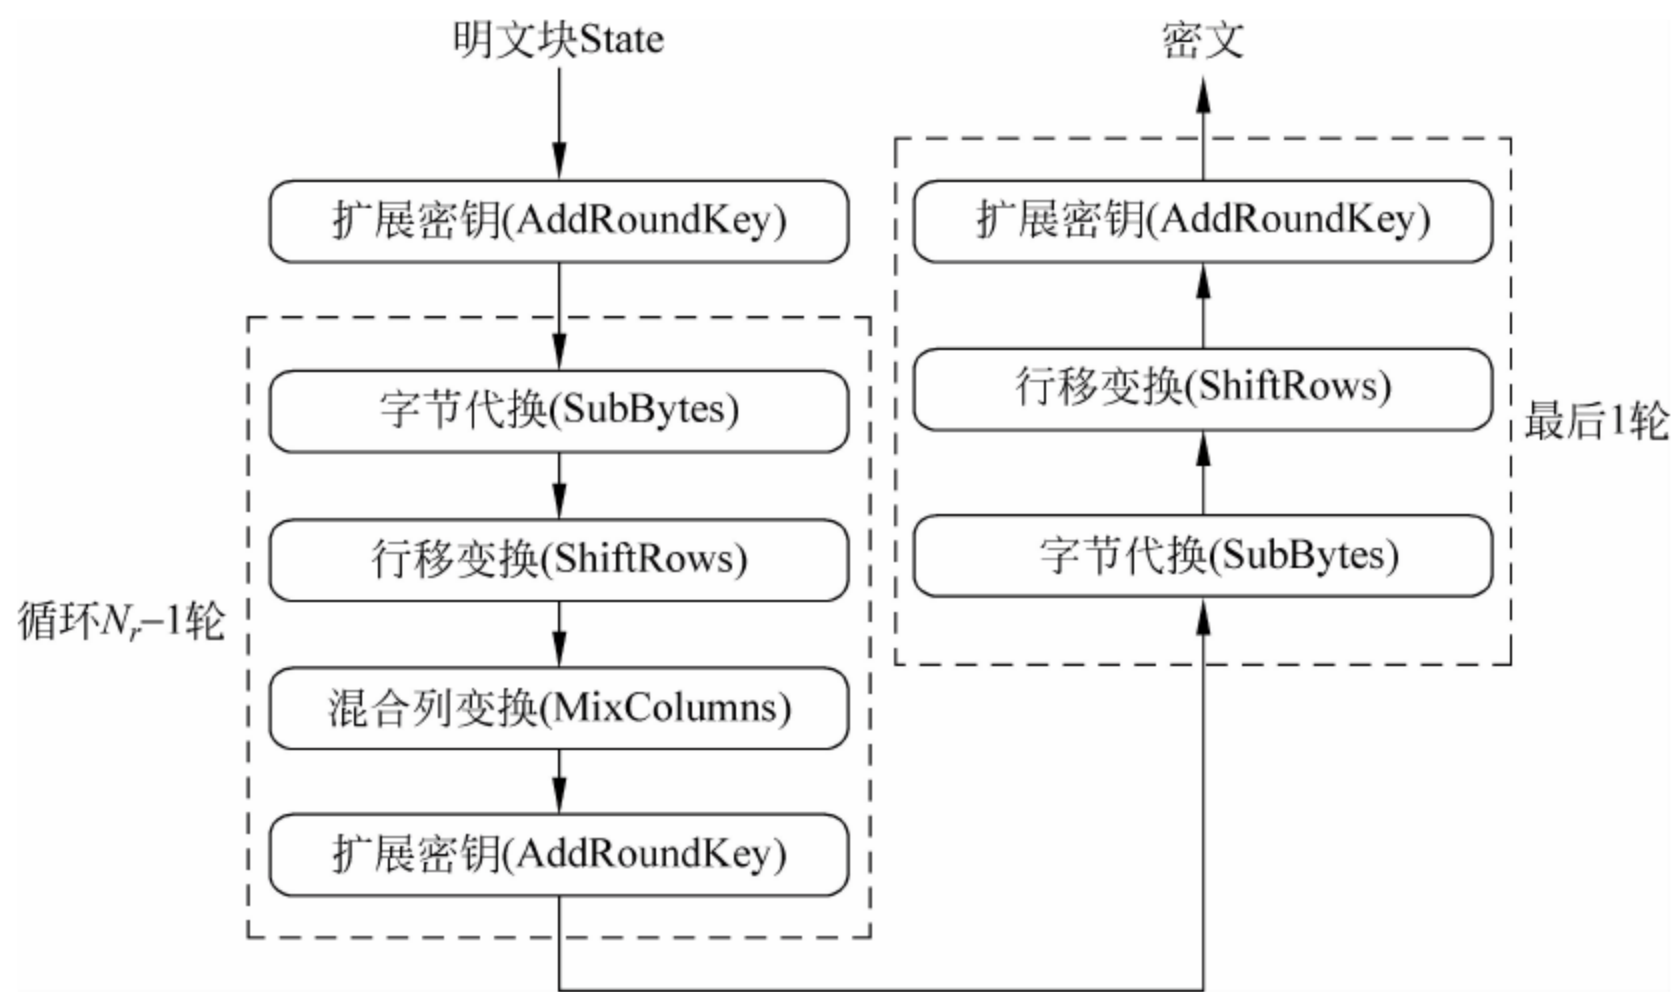 明文块State
扩展密钥(AddRoundKey)
字节代换(SubBytes)
行移变换(ShiftRows)
循环Nr–1轮
混合列变换(MixColumns)
扩展密钥(AddRoundKey)
密文
扩展密钥(AddRoundKey)
行移变换(ShiftRows)
最后1轮
字节代换(SubBytes)